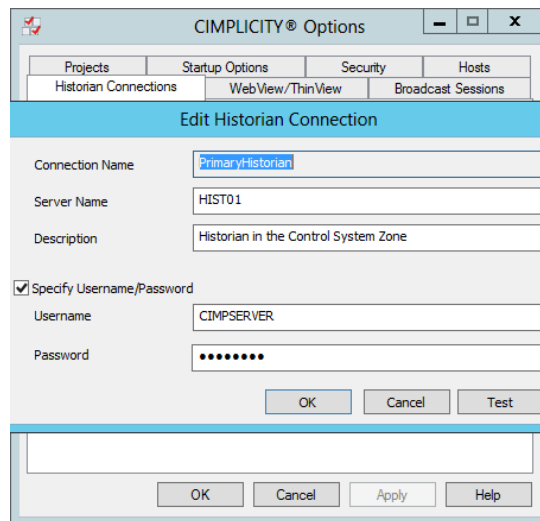 CIMPLICITY® Options
Projects Startup Options Security Hosts
Historian Connections WebView/ThinView Broadcast Sessions
Edit Historian Connection
Connection Name PrimaryHistorian
Server Name HIST01
Description Historian in the Control System Zone
Specify Username/Password
Username CIMPSERVER
Password ••••••••
OK Cancel Test
OK Cancel Apply Help